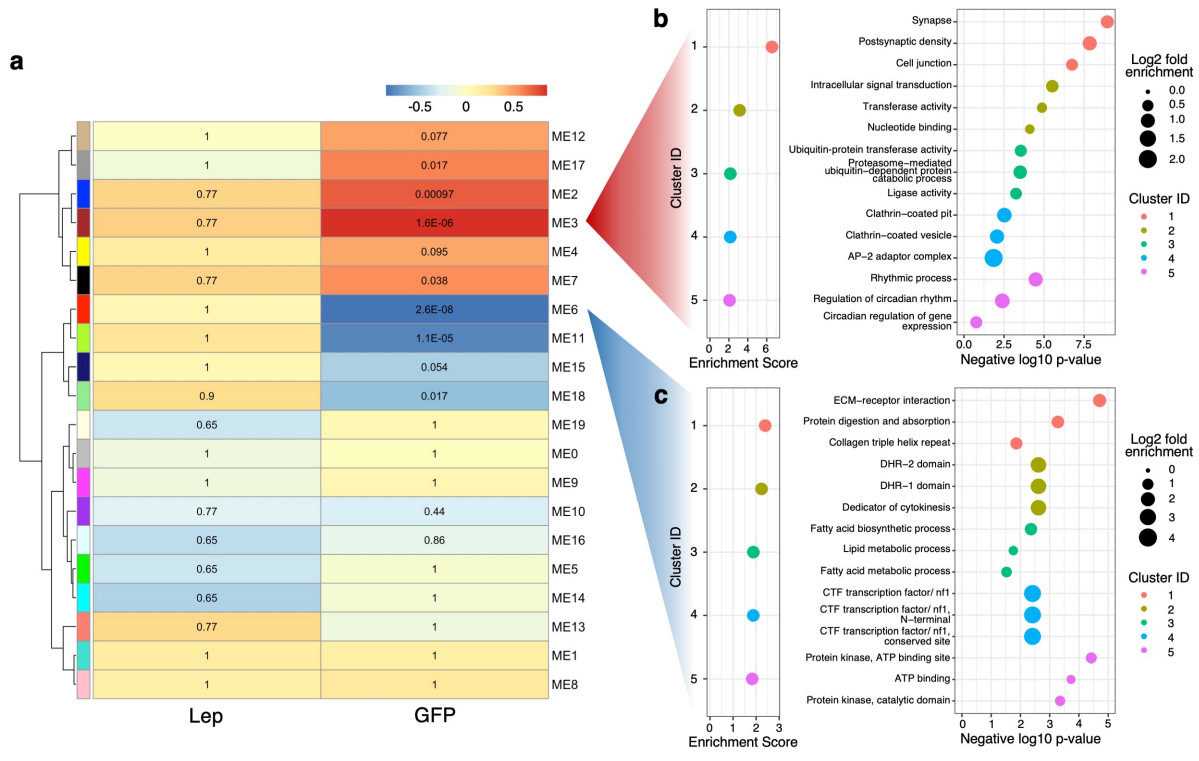 a
-0.5 0 0.5
1 0.077 ME12
1 0.017 ME17
0.77 0.00097 ME2
0.77 1.6E-06 ME3
1 0.095 ME4
0.77 0.038 ME7
1 2.6E-08 ME6
1 1.1E-05 ME11
1 0.054 ME15
0.9 0.017 ME18
0.65 1 ME19
1 1 ME0
1 1 ME9
0.77 0.44 ME10
0.65 0.86 ME16
0.65 1 ME5
0.65 1 ME14
0.77 1 ME13
1 1 ME1
1 1 ME8
Lep GFP
b
Cluster ID
1
2
3
4
5
0 2 4 6
Enrichment Score
Synapse
Postsynaptic density
Cell junction
Intracellular signal transduction
Transferase activity
Nucleotide binding
Ubiquitin−protein transferase activity
Proteasome−mediated
ubiquitin−dependent protein
catabolic process
Ligase activity
Clathrin−coated pit
Clathrin−coated vesicle
AP−2 adaptor complex
Rhythmic process
Regulation of circadian rhythm
Circadian regulation of gene
expression
0.0 2.5 5.0 7.5
Negative log10 p-value
Log2 fold
enrichment
0.0
0.5
1.0
1.5
2.0
Cluster ID
1
2
3
4
5
c
Cluster ID
1
2
3
4
5
0 1 2 3
Enrichment Score
ECM−receptor interaction
Protein digestion and absorption
Collagen triple helix repeat
DHR−2 domain
DHR−1 domain
Dedicator of cytokinesis
Fatty acid biosynthetic process
Lipid metabolic process
Fatty acid metabolic process
CTF transcription factor/ nf1
CTF transcription factor/ nf1,
N−terminal
CTF transcription factor/ nf1,
conserved site
Protein kinase, ATP binding site
ATP binding
Protein kinase, catalytic domain
0 1 2 3 4 5
Negative log10 p-value
Log2 fold
enrichment
0
1
2
3
4
Cluster ID
1
2
3
4
5